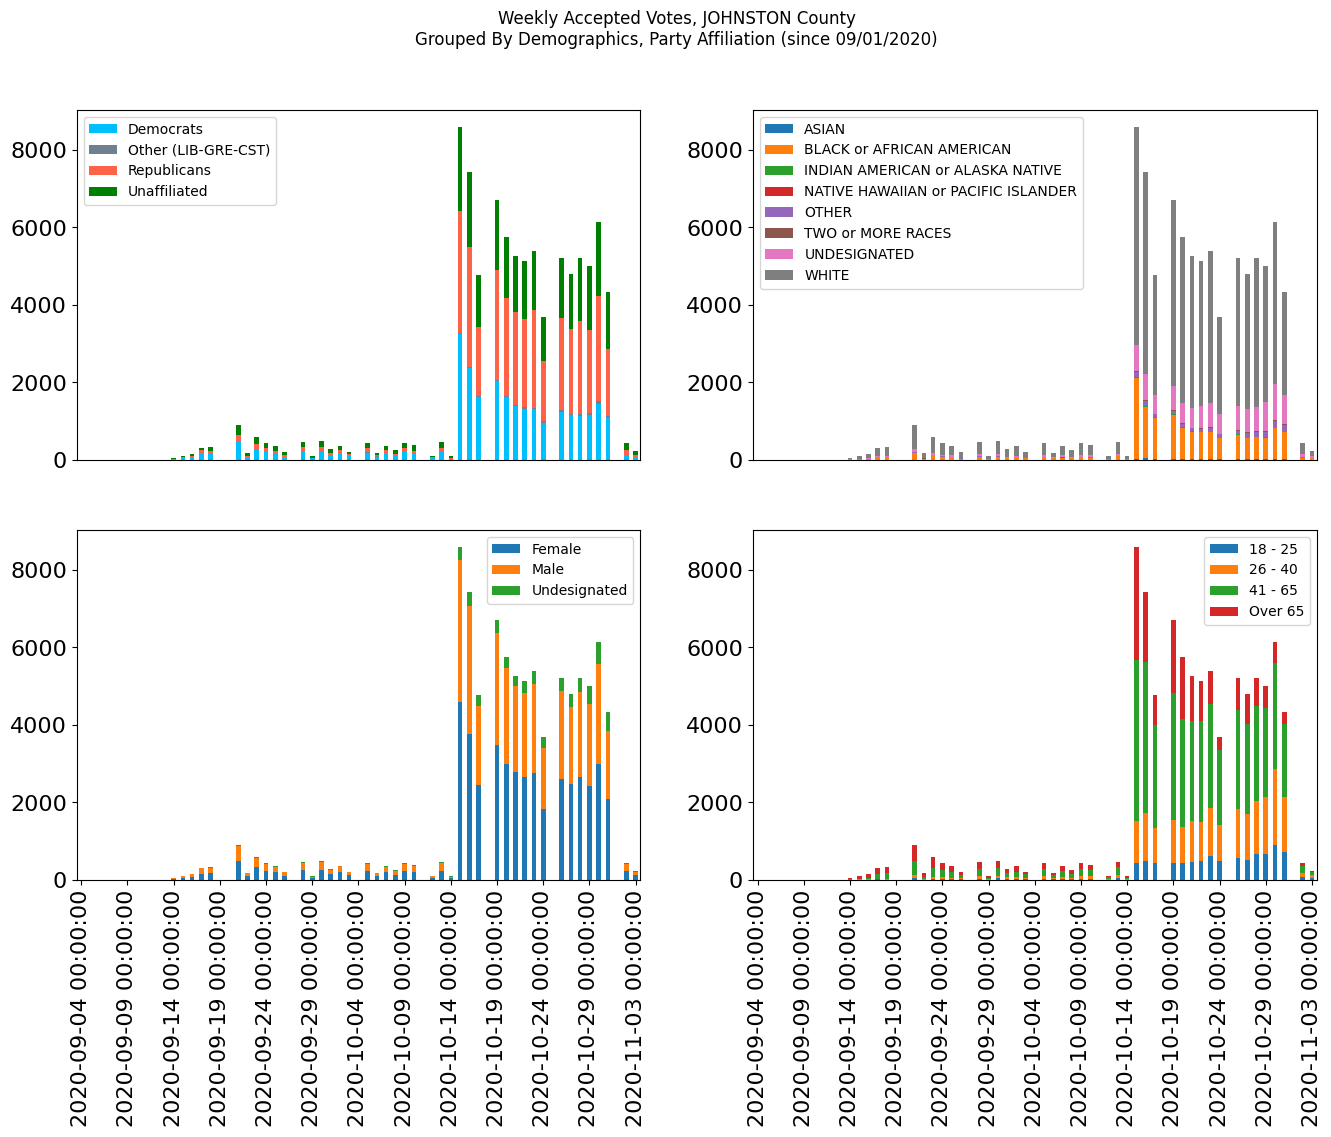 Weekly Accepted Votes, JOHNSTON County
Grouped By Demographics, Party Affiliation (since 09/01/2020)
Democrats
Other (LIB-GRE-CST)
Republicans
Unaffiliated
8000
6000
4000
2000
0
ASIAN
BLACK or AFRICAN AMERICAN
INDIAN AMERICAN or ALASKA NATIVE
NATIVE HAWAIIAN or PACIFIC ISLANDER
OTHER
TWO or MORE RACES
UNDESIGNATED
WHITE
8000
6000
4000
2000
0
Female
Male
Undesignated
8000
6000
4000
2000
0
2020-09-04 00:00:00
2020-09-09 00:00:00
2020-09-14 00:00:00
2020-09-19 00:00:00
2020-09-24 00:00:00
2020-09-29 00:00:00
2020-10-04 00:00:00
2020-10-09 00:00:00
2020-10-14 00:00:00
2020-10-19 00:00:00
2020-10-24 00:00:00
2020-10-29 00:00:00
2020-11-03 00:00:00
18 - 25
26 - 40
41 - 65
Over 65
8000
6000
4000
2000
0
2020-09-04 00:00:00
2020-09-09 00:00:00
2020-09-14 00:00:00
2020-09-19 00:00:00
2020-09-24 00:00:00
2020-09-29 00:00:00
2020-10-04 00:00:00
2020-10-09 00:00:00
2020-10-14 00:00:00
2020-10-19 00:00:00
2020-10-24 00:00:00
2020-10-29 00:00:00
2020-11-03 00:00:00